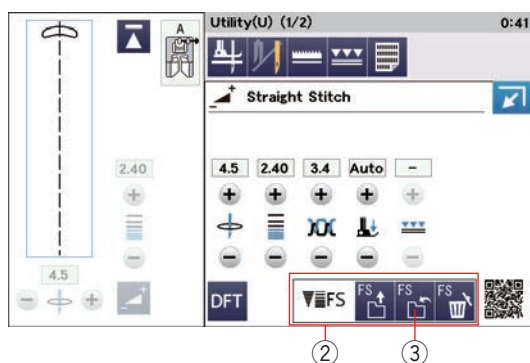 A
Utility(U) (1/2) 0:41
Straight Stitch
2.40
4.5 2.40 3.4 Auto –
4.5
DFT FS FS FS FS
② ③